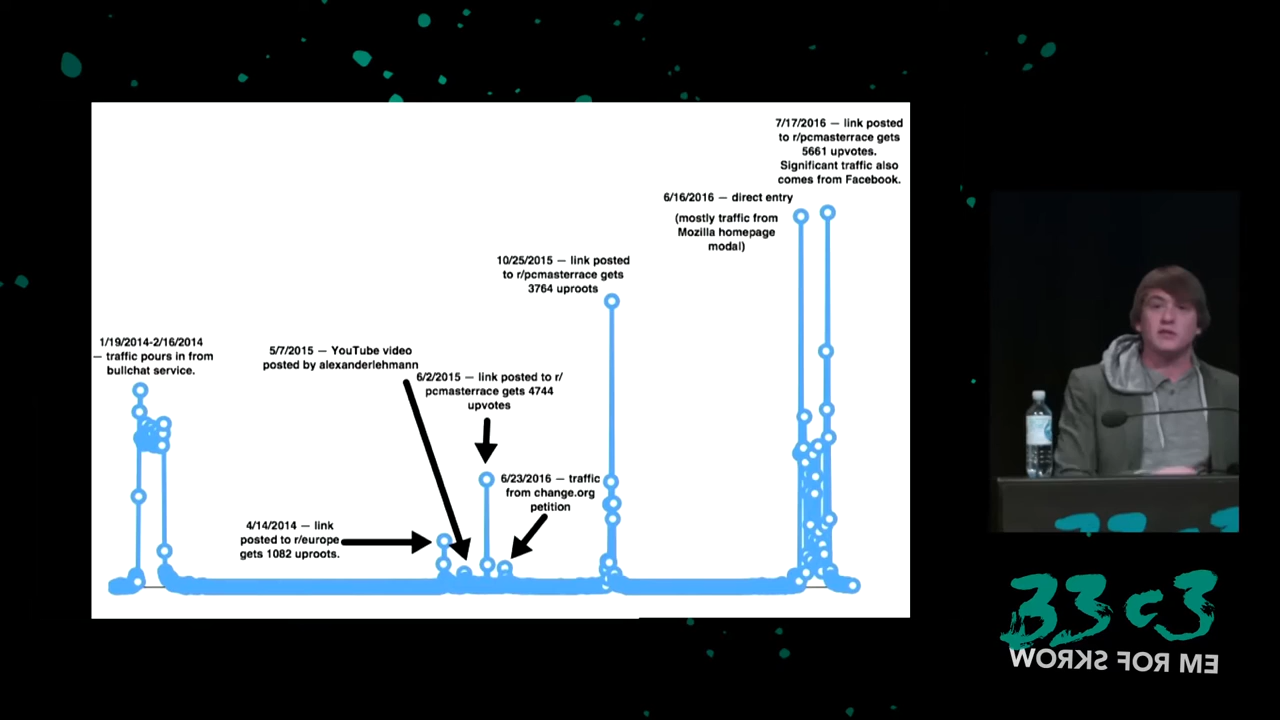 7/17/2016 — link posted
to r/pcmasterrace gets
5661 upvotes.
Significant traffic also
comes from Facebook.
6/16/2016 — direct entry
(mostly traffic from
Mozilla homepage
modal)
10/25/2015 — link posted
to r/pcmasterrace gets
3764 uproots
1/19/2014-2/16/2014
— traffic pours in from
bullchat service.
5/7/2015 — YouTube video
posted by alexanderlehmann
6/2/2015 — link posted to r/
pcmasterrace gets 4744
upvotes
6/23/2016 — traffic
from change.org
petition
4/14/2014 — link
posted to r/europe
gets 1082 uproots.
33c3
WORKS FOR ME